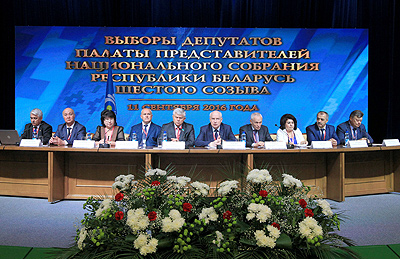 ВЫБОРЫ ДЕПУТАТОВ
ПАЛАТЫ ПРЕДСТАВИТЕЛЕЙ
НАЦИОНАЛЬНОГО СОБРАНИЯ
РЕСПУБЛИКИ БЕЛАРУСЬ
ШЕСТОГО СОЗЫВА
11 СЕНТЯБРЯ 2016 ГОДА